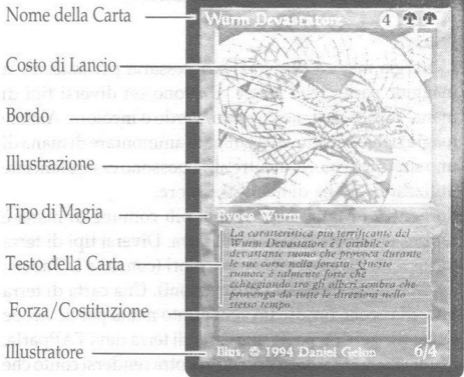 Nome della Carta
Wurm Devastatore 4
Costo di Lancio
Bordo
Illustrazione
Tipo di Magia
Evoca Wurm
Testo della Carta
La caratteristica più terrificante del
Wurm Devastatore è l'orribile e
devastante suono che provoca durante
le sue corse nella foresta. Questo
rumore è talmente forte che
echeggiando tra gli alberi sembra che
provenga da tutte le direzioni nello
stesso tempo.
Forza/Costituzione
Illustratore
Illus. © 1994 Daniel Gelon 6/4